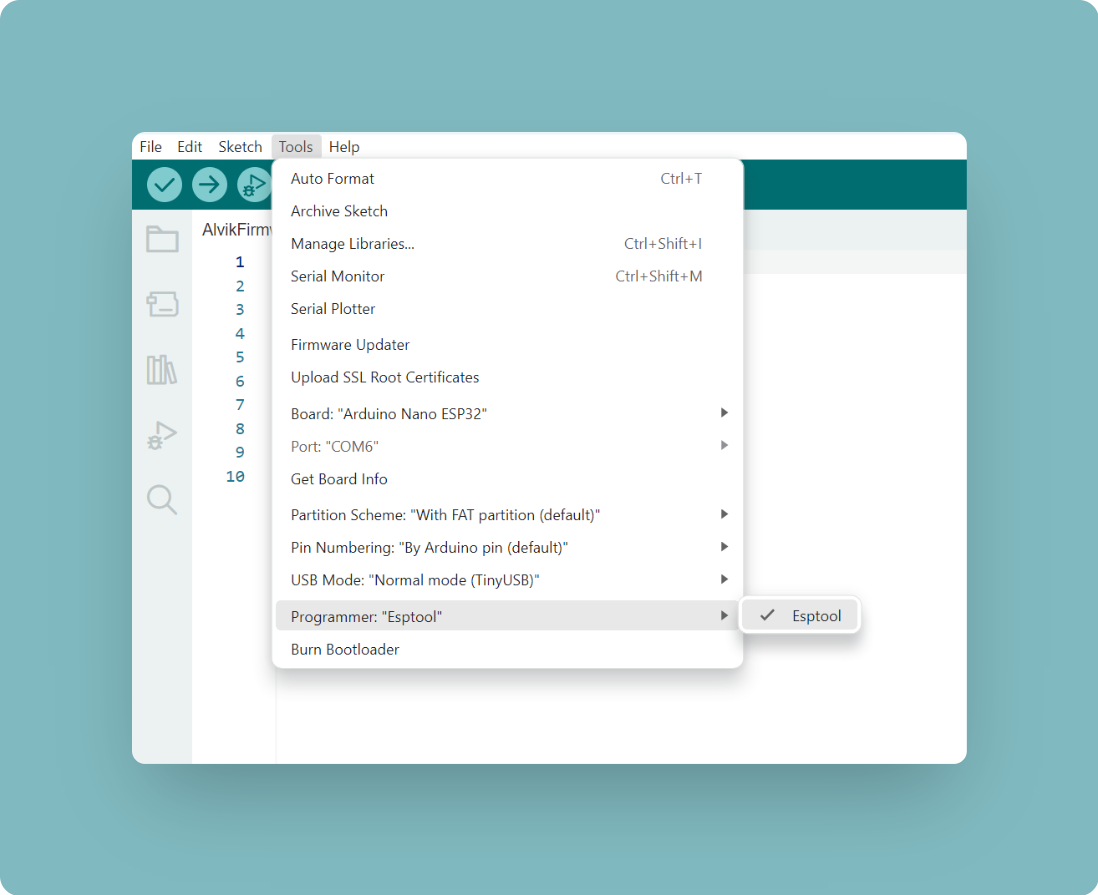 File Edit Sketch Tools Help
Auto Format Ctrl+T
Archive Sketch
AlvikFirmw
Manage Libraries... Ctrl+Shift+I
1
Serial Monitor Ctrl+Shift+M
2
Serial Plotter
3
4
Firmware Updater
5
Upload SSL Root Certificates
6
7
Board: "Arduino Nano ESP32"
8
Port: "COM6"
9
Get Board Info
10
Partition Scheme: "With FAT partition (default)"
Pin Numbering: "By Arduino pin (default)"
USB Mode: "Normal mode (TinyUSB)"
Programmer: "Esptool" Esptool
Burn Bootloader